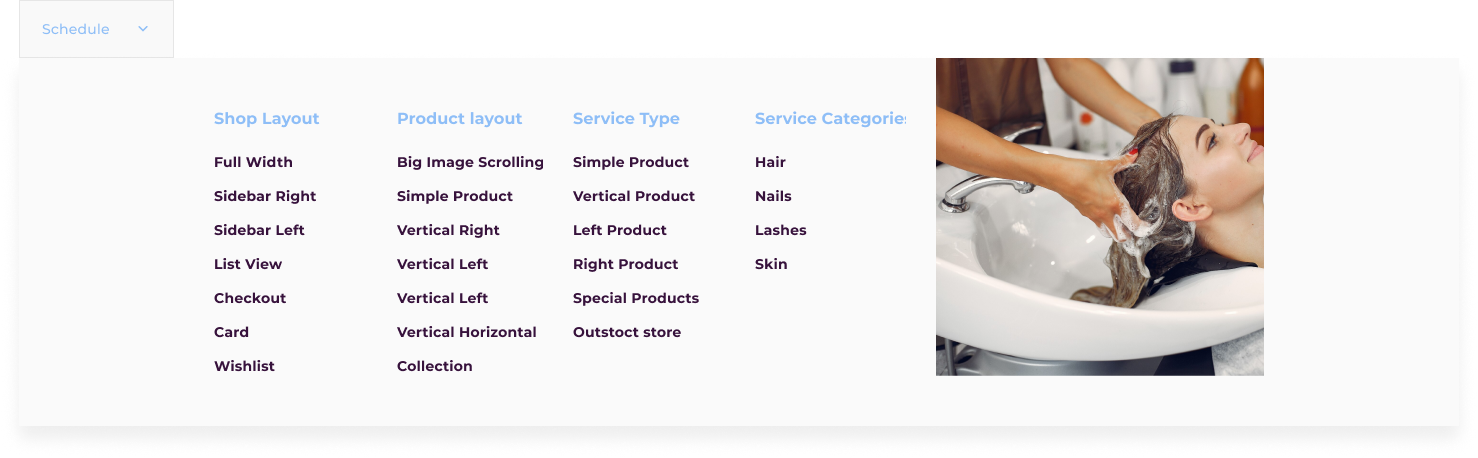 Schedule
Shop Layout
Full Width
Sidebar Right
Sidebar Left
List View
Checkout
Card
Wishlist
Product layout
Big Image Scrolling
Simple Product
Vertical Right
Vertical Left
Vertical Left
Vertical Horizontal
Collection
Service Type
Simple Product
Vertical Product
Left Product
Right Product
Special Products
Outstoct store
Service Categories
Hair
Nails
Lashes
Skin